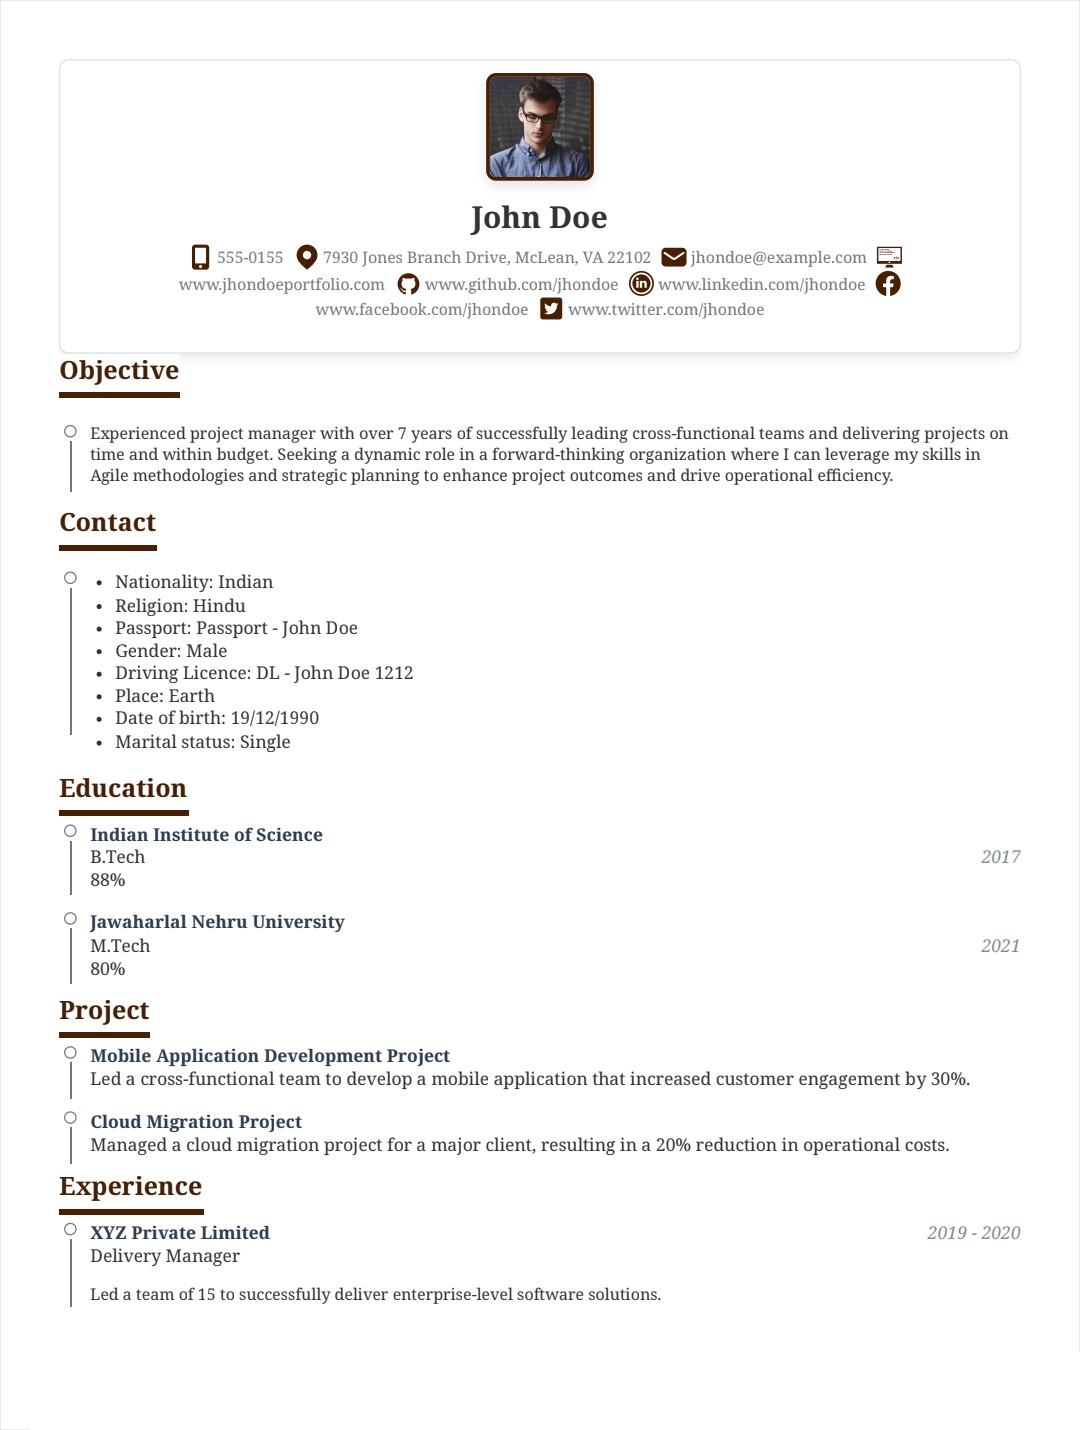 John Doe
555-0155 7930 Jones Branch Drive, McLean, VA 22102 jhondoe@example.com
www.jhondoeportfolio.com www.github.com/jhondoe www.linkedin.com/jhondoe
www.facebook.com/jhondoe www.twitter.com/jhondoe
Objective
Experienced project manager with over 7 years of successfully leading cross-functional teams and delivering projects on
time and within budget. Seeking a dynamic role in a forward-thinking organization where I can leverage my skills in
Agile methodologies and strategic planning to enhance project outcomes and drive operational efficiency.
Contact
• Nationality: Indian
• Religion: Hindu
• Passport: Passport - John Doe
• Gender: Male
• Driving Licence: DL - John Doe 1212
• Place: Earth
• Date of birth: 19/12/1990
• Marital status: Single
Education
Indian Institute of Science
B.Tech 2017
88%
Jawaharlal Nehru University
M.Tech 2021
80%
Project
Mobile Application Development Project
Led a cross-functional team to develop a mobile application that increased customer engagement by 30%.
Cloud Migration Project
Managed a cloud migration project for a major client, resulting in a 20% reduction in operational costs.
Experience
XYZ Private Limited 2019 - 2020
Delivery Manager
Led a team of 15 to successfully deliver enterprise-level software solutions.